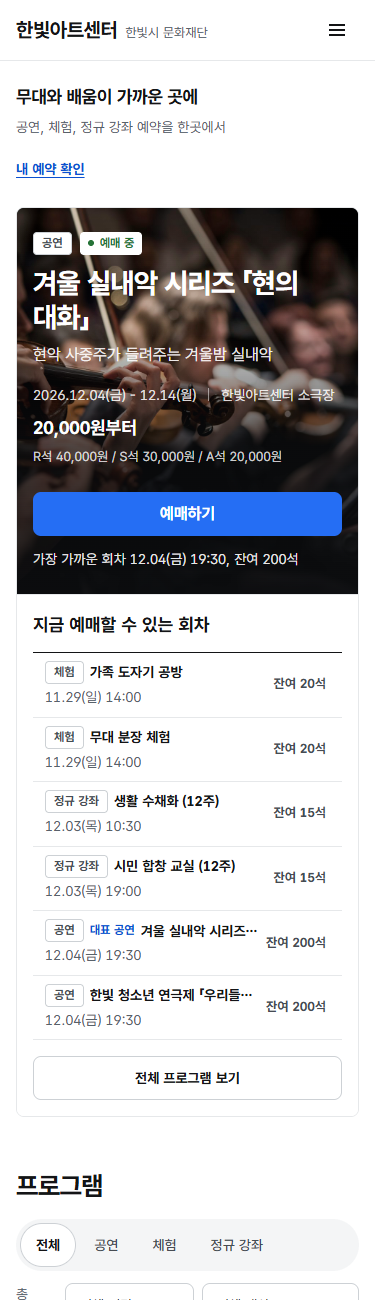 한빛아트센터 한빛시 문화재단
무대와 배움이 가까운 곳에
공연, 체험, 정규 강좌 예약을 한곳에서
내 예약 확인
공연 예매 중
겨울 실내악 시리즈 「현의
대화」
현악 사중주가 들려주는 겨울밤 실내악
2026.12.04(금) - 12.14(월) | 한빛아트센터 소극장
20,000원부터
R석 40,000원 / S석 30,000원 / A석 20,000원
예매하기
가장 가까운 회차 12.04(금) 19:30, 잔여 200석
지금 예매할 수 있는 회차
체험 가족 도자기 공방
11.29(일) 14:00
잔여 20석
체험 무대 분장 체험
11.29(일) 14:00
잔여 20석
정규 강좌 생활 수채화 (12주)
12.03(목) 10:30
잔여 15석
정규 강좌 시민 합창 교실 (12주)
12.03(목) 19:00
잔여 15석
공연 대표 공연 겨울 실내악 시리즈…
12.04(금) 19:30
잔여 200석
공연 한빛 청소년 연극제 「우리들…
12.04(금) 19:30
잔여 200석
전체 프로그램 보기
프로그램
전체 공연 체험 정규 강좌
총